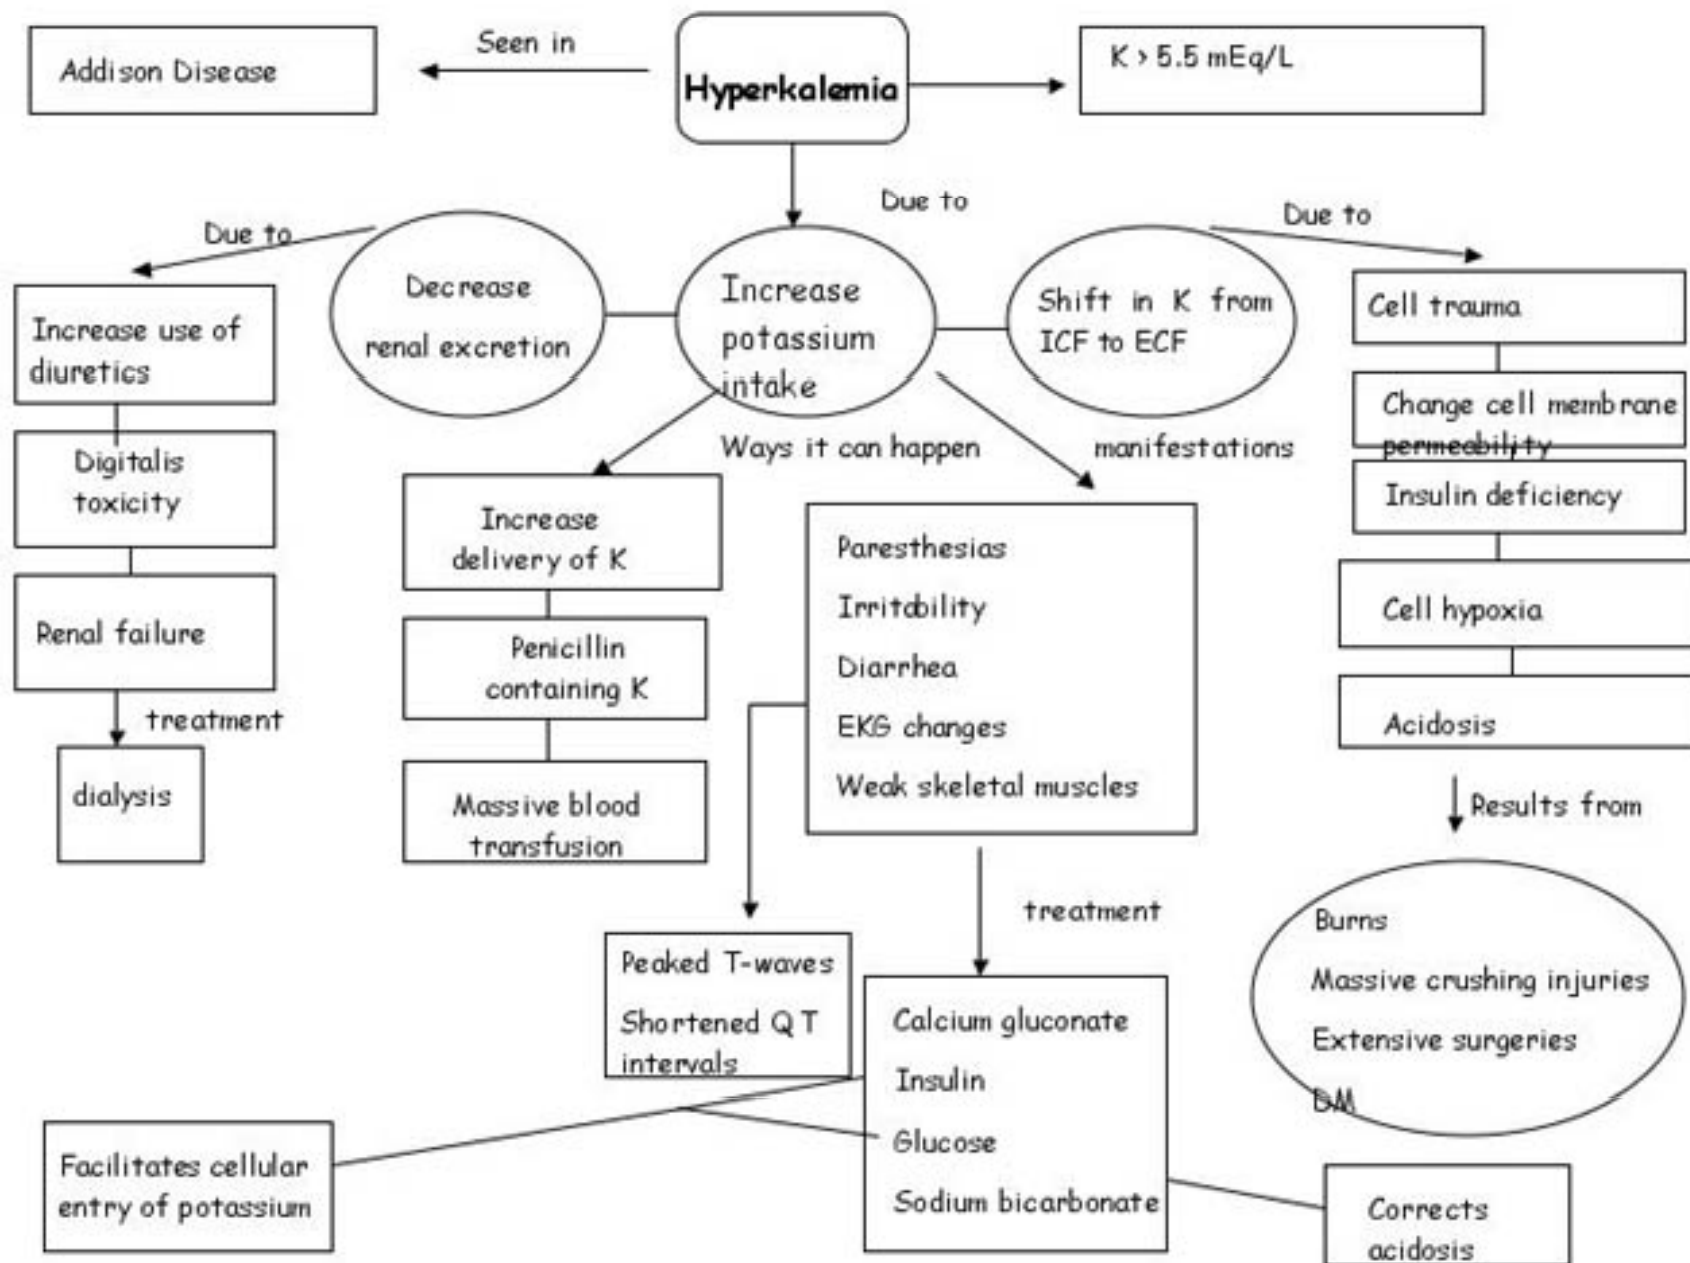 Seen in
Addison Disease
Hyperkalemia
K > 5.5 mEq/L
Due to
Due to
Due to
Decrease
renal excretion
Increase
potassium
intake
Shift in K from
ICF to ECF
Increase use of
diuretics
Digitalis
toxicity
Renal failure
treatment
dialysis
Ways it can happen
Increase
delivery of K
Penicillin
containing K
Massive blood
transfusion
manifestations
Paresthesias
Irritability
Diarrhea
EKG changes
Weak skeletal muscles
Cell trauma
Change cell membrane
permeability
Insulin deficiency
Cell hypoxia
Acidosis
Results from
Burns
Massive crushing injuries
Extensive surgeries
DM
Peaked T-waves
Shortened QT
intervals
treatment
Calcium gluconate
Insulin
Glucose
Sodium bicarbonate
Facilitates cellular
entry of potassium
Corrects
acidosis